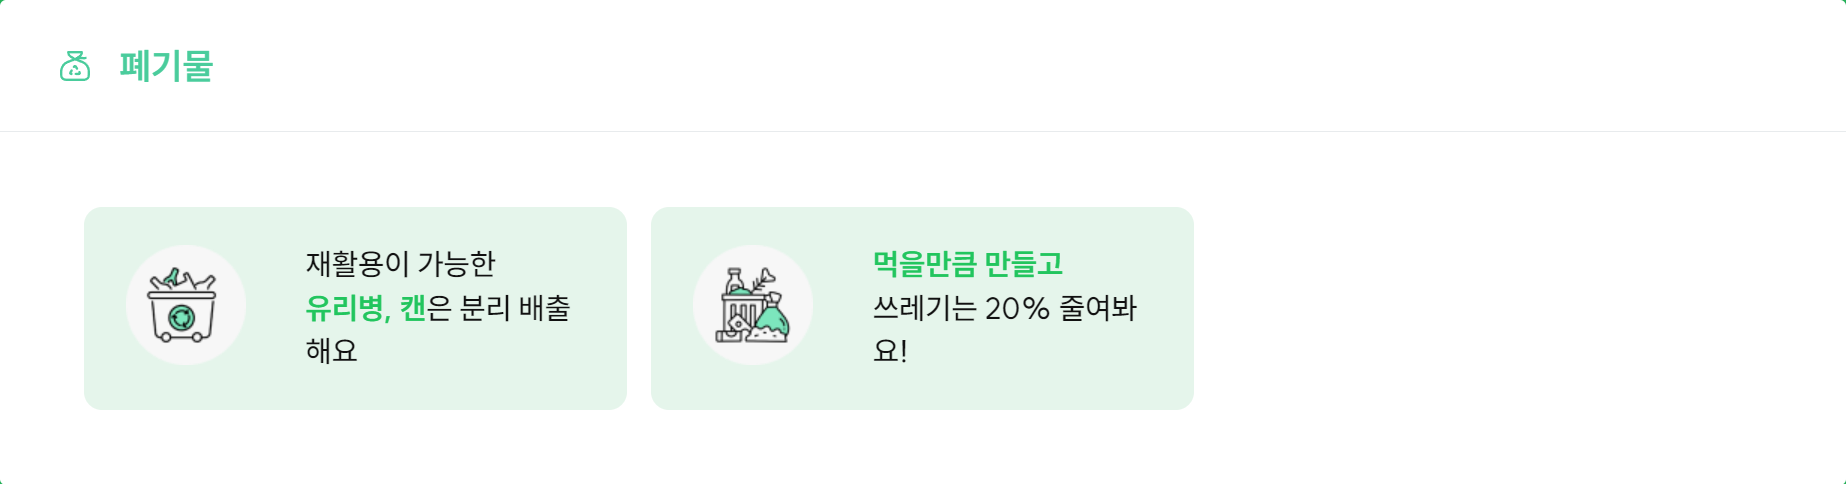 폐기물
재활용이 가능한
유리병, 캔은 분리 배출
해요
먹을만큼 만들고
쓰레기는 20% 줄여봐
요!